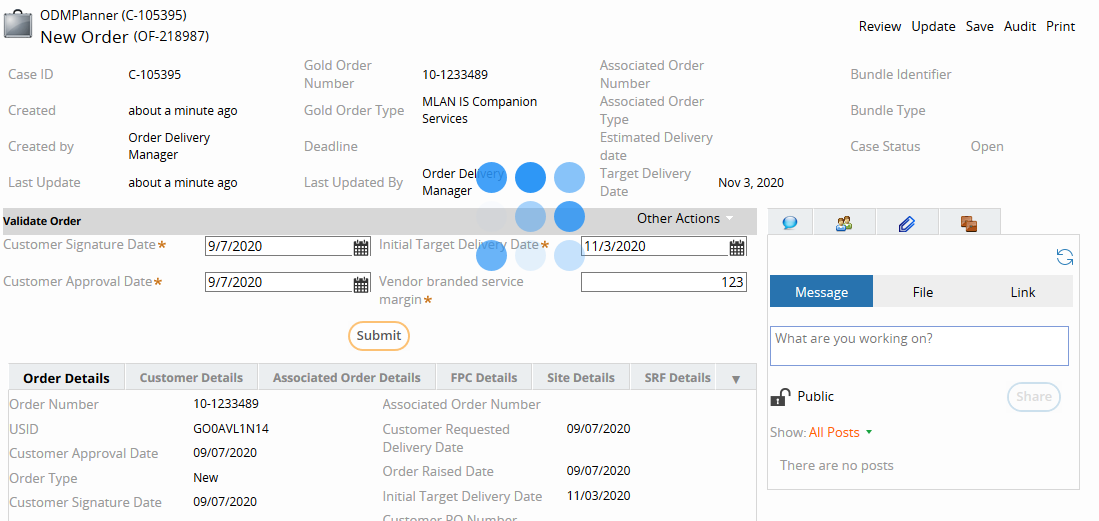 ODMPlanner (C-105395)
New Order (OF-218987)
Review Update Save Audit Print
Case ID C-105395 Gold Order Number 10-1233489 Associated Order Number Bundle Identifier
Created about a minute ago Gold Order Type MLAN IS Companion Services Associated Order Type Bundle Type
Created by Order Delivery Manager Deadline Estimated Delivery date Case Status Open
Last Update about a minute ago Last Updated By Order Delivery Manager Target Delivery Date Nov 3, 2020
Validate Order Other Actions
Customer Signature Date* 9/7/2020 Initial Target Delivery Date* 11/3/2020
Customer Approval Date* 9/7/2020 Vendor branded service margin* 123
Submit
Order Details Customer Details Associated Order Details FPC Details Site Details SRF Details
Order Number 10-1233489 Associated Order Number
USID GO0AVL1N14 Customer Requested Delivery Date 09/07/2020
Customer Approval Date 09/07/2020
Order Type New Order Raised Date 09/07/2020
Customer Signature Date 09/07/2020 Initial Target Delivery Date 11/03/2020
Customer PO Number
Message File Link
What are you working on?
Public Share
Show: All Posts
There are no posts